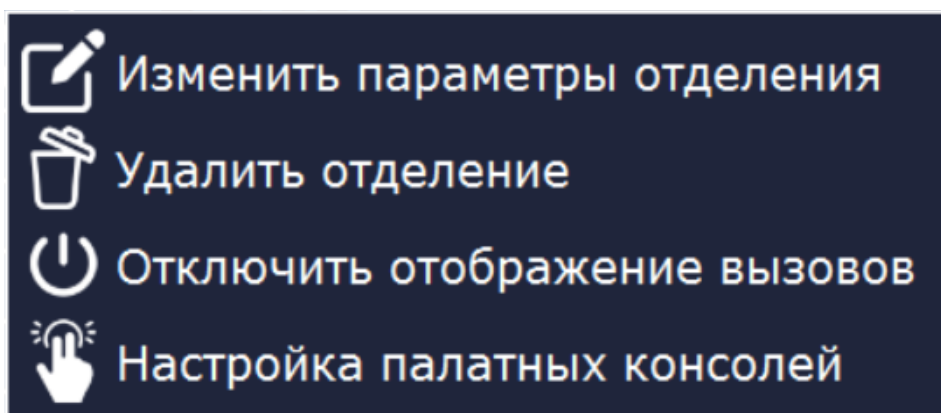 Изменить параметры отделения
Удалить отделение
Отключить отображение вызовов
Настройка палатных консолей